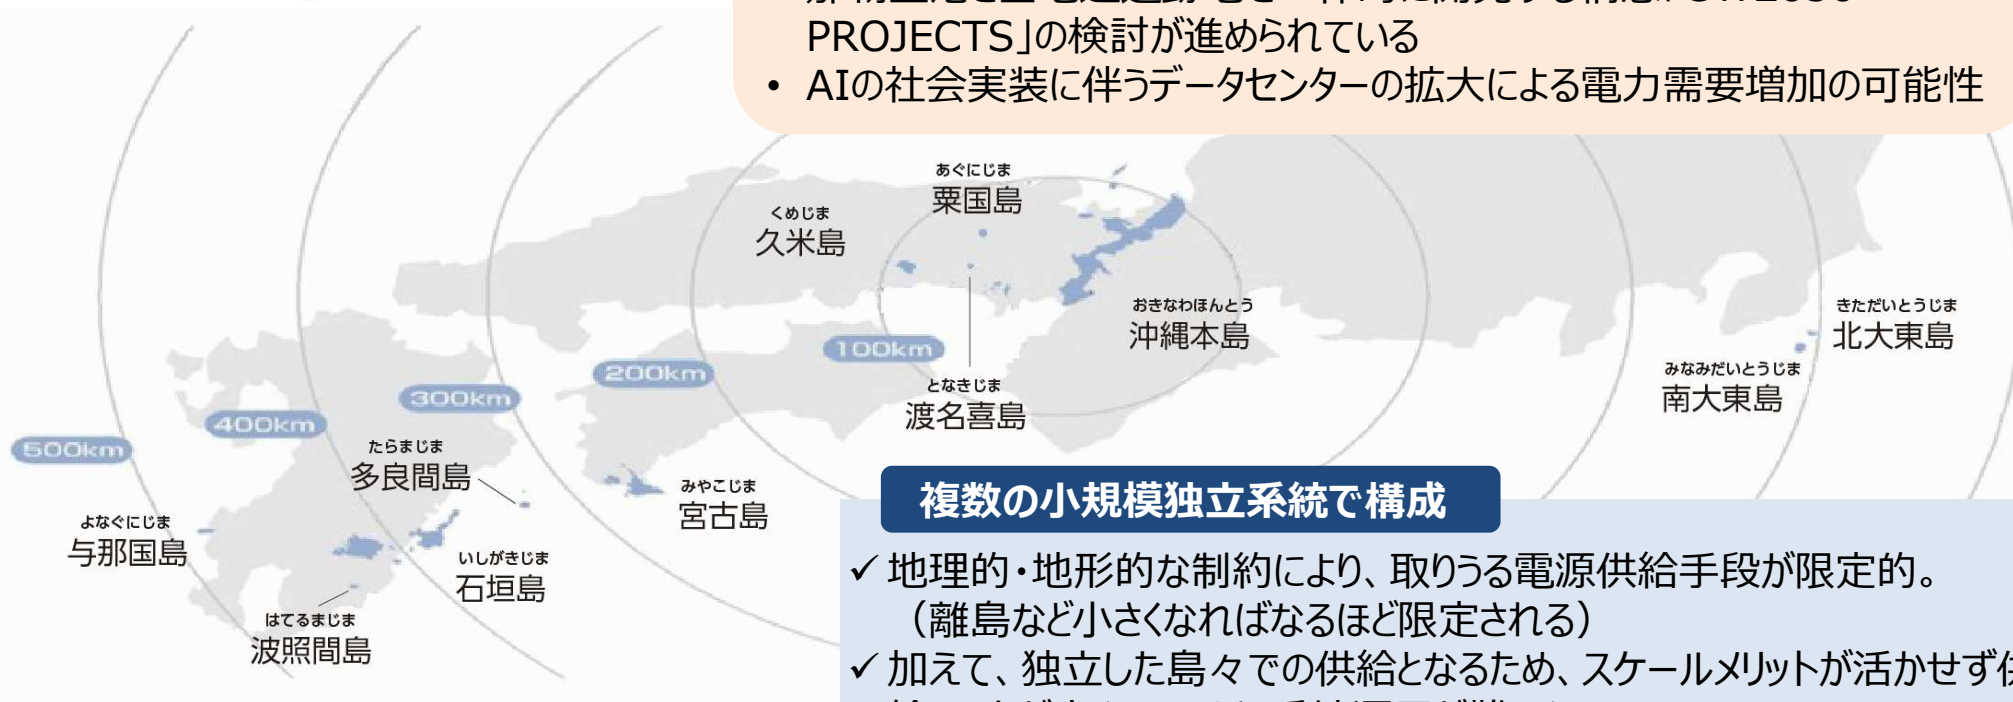 PROJECTS」の検討が進められている
• AIの社会実装に伴うデータセンターの拡大による電力需要増加の可能性
あぐにじま
粟国島
くめじま
久米島
おきなわほんとう
沖縄本島
きただいとうじま
北大東島
100km
みなみだいとうじま
南大東島
200km
となきじま
渡名喜島
300km
400km
500km
たらまじま
多良間島
みやこじま
宮古島
よなぐにじま
与那国島
いしがきじま
石垣島
はてるまじま
波照間島
複数の小規模独立系統で構成
✓ 地理的・地形的な制約により、取りうる電源供給手段が限定的。
（離島など小さくなればなるほど限定される）
✓ 加えて、独立した島々での供給となるため、スケールメリットが活かせず